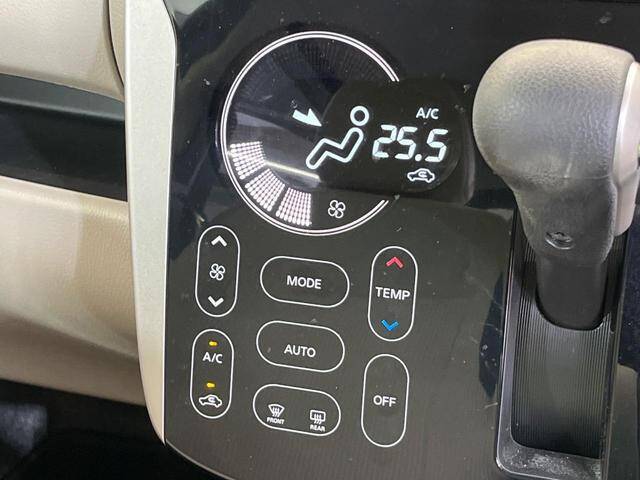 A/C
25.5
MODE
TEMP
AUTO
A/C
OFF
FRONT
REAR